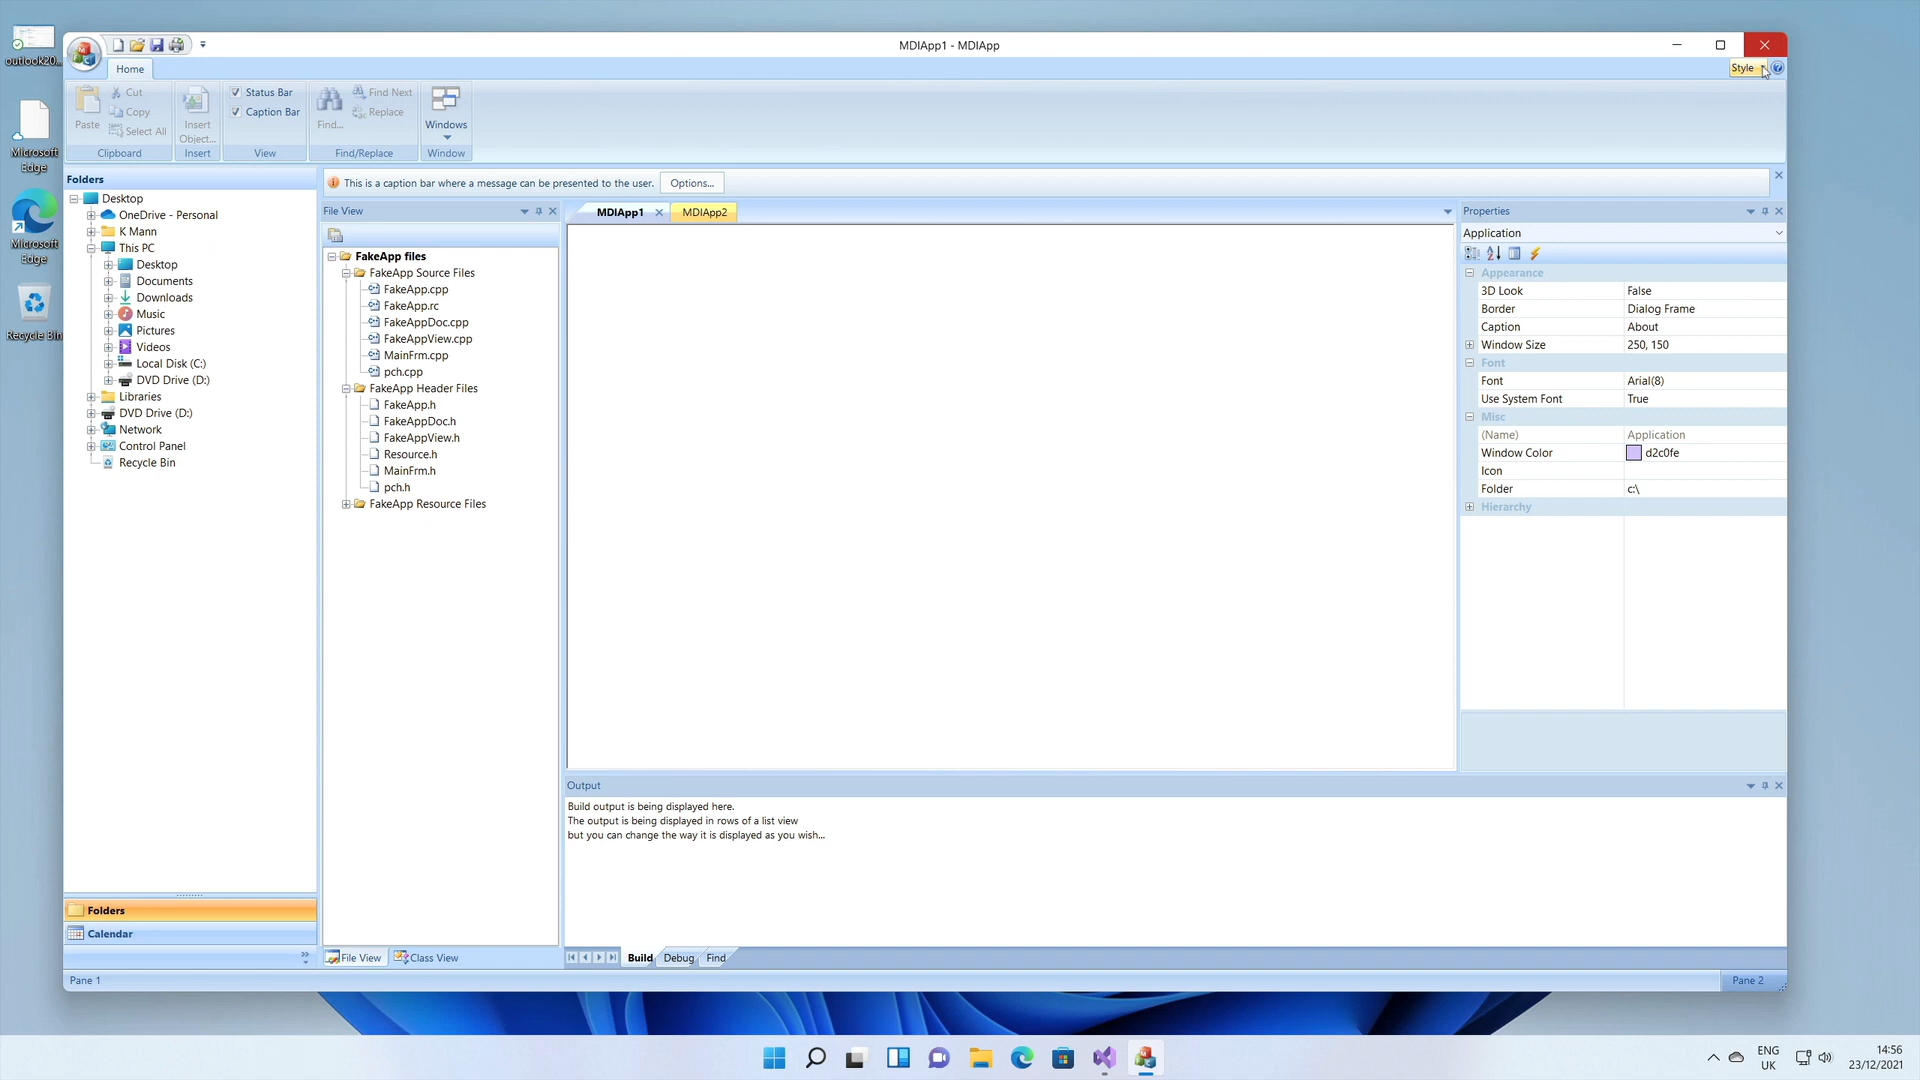 outlook20...
Microsoft
Edge
Microsoft
Edge
Recycle Bin
MDIApp1 - MDIApp
Home
Style
Paste
Cut
Copy
Select All
Clipboard
Insert
Object...
Insert
Status Bar
Caption Bar
View
Find...
Find Next
Replace
Find/Replace
Windows
Window
Folders
Desktop
OneDrive - Personal
K Mann
This PC
Desktop
Documents
Downloads
Music
Pictures
Videos
Local Disk (C:)
DVD Drive (D:)
Libraries
DVD Drive (D:)
Network
Control Panel
Recycle Bin
Folders
Calendar
This is a caption bar where a message can be presented to the user.
Options...
File View
FakeApp files
FakeApp Source Files
FakeApp.cpp
FakeApp.rc
FakeAppDoc.cpp
FakeAppView.cpp
MainFrm.cpp
pch.cpp
FakeApp Header Files
FakeApp.h
FakeAppDoc.h
FakeAppView.h
Resource.h
MainFrm.h
pch.h
FakeApp Resource Files
File View
Class View
MDIApp1
MDIApp2
Properties
Application
Appearance
3D Look False
Border Dialog Frame
Caption About
Window Size 250, 150
Font
Font Arial(8)
Use System Font True
Misc
(Name) Application
Window Color d2c0fe
Icon
Folder c:\
Hierarchy
Output
Build output is being displayed here.
The output is being displayed in rows of a list view
but you can change the way it is displayed as you wish...
Build
Debug
Find
Pane 1
Pane 2
ENG
UK
14:56
23/12/2021